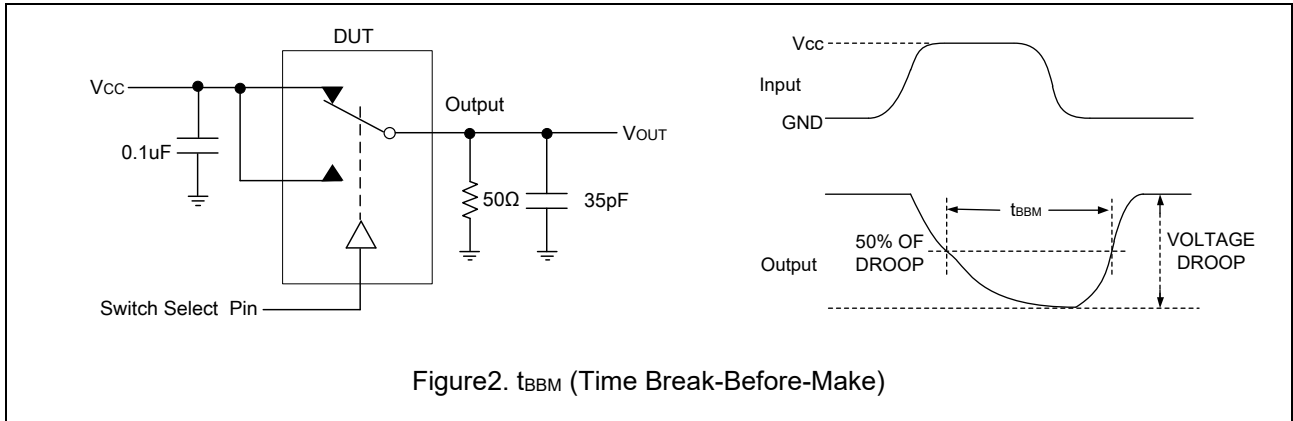 DUT
Vcc
Output
VOUT
0.1uF
50Ω
35pF
Switch Select Pin
Vcc
Input
GND
tBBM
50% OF
DROOP
VOLTAGE
DROOP
Output
Figure2. tBBM (Time Break-Before-Make)